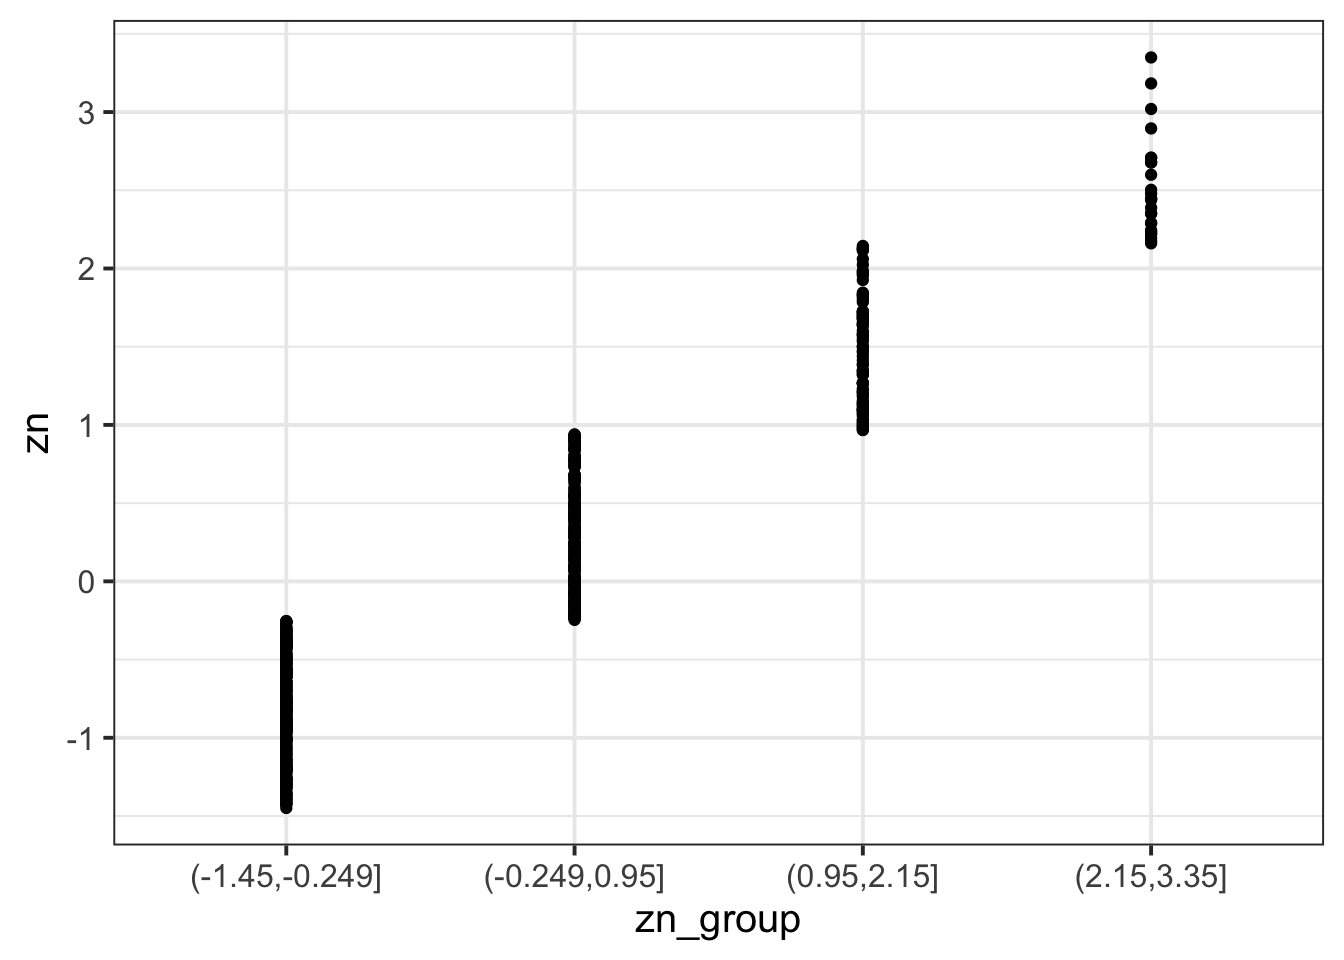 zn
3
2
1
0
-1
(-1.45,-0.249] (-0.249,0.95] (0.95,2.15] (2.15,3.35]
zn_group